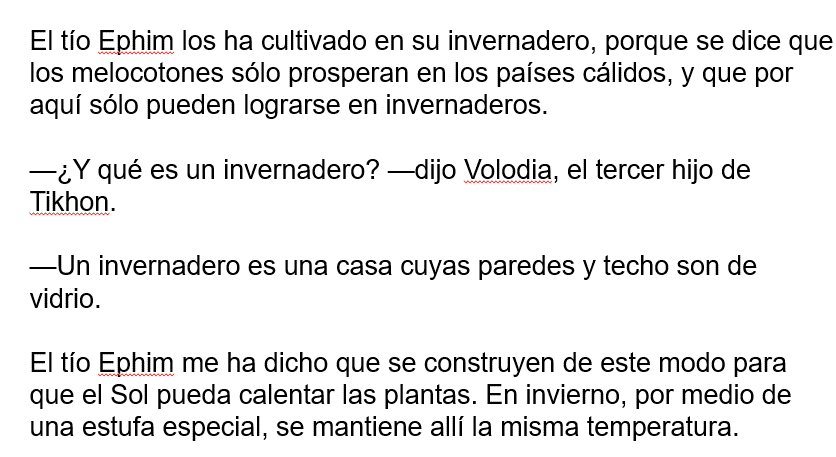 El tío Ephim los ha cultivado en su invernadero, porque se dice que
los melocotones sólo prosperan en los países cálidos, y que por
aquí sólo pueden lograrse en invernaderos.
—¿Y qué es un invernadero? —dijo Volodia, el tercer hijo de
Tikhon.
—Un invernadero es una casa cuyas paredes y techo son de
vidrio.
El tío Ephim me ha dicho que se construyen de este modo para
que el Sol pueda calentar las plantas. En invierno, por medio de
una estufa especial, se mantiene allí la misma temperatura.